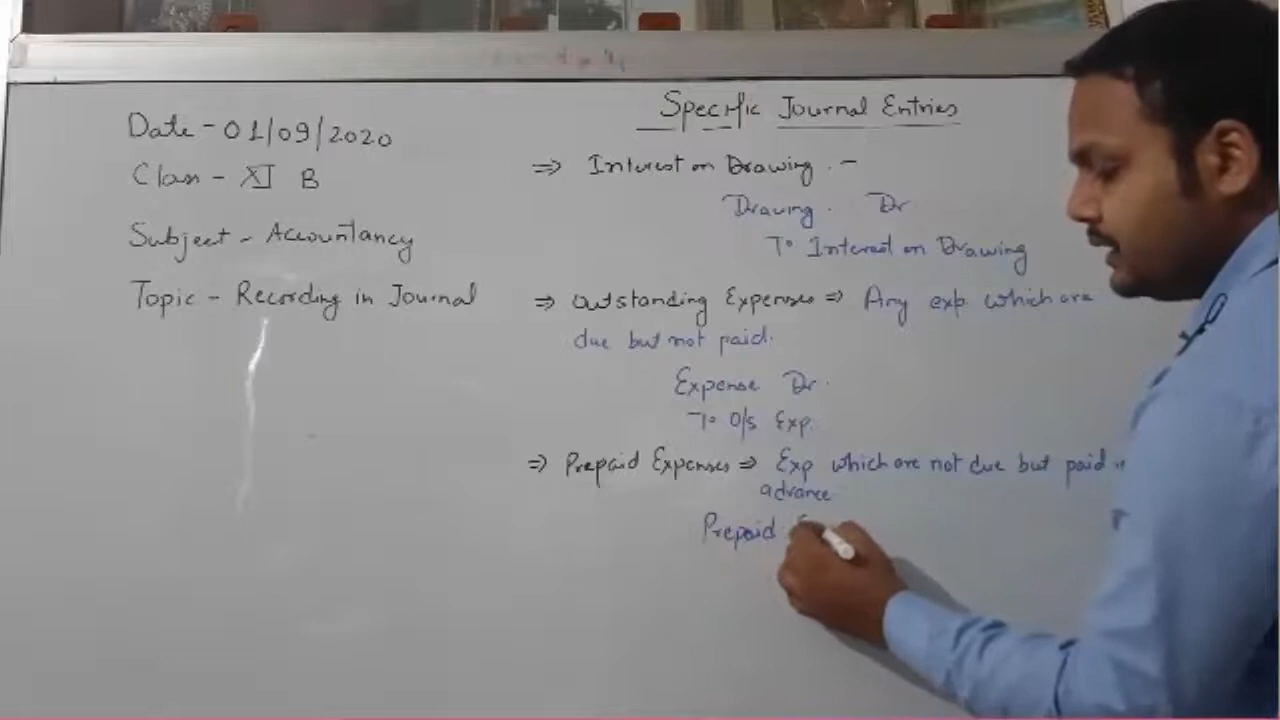 Date - 01/09/2020
Class - XI B
Subject - Accountancy
Topic - Recording in Journal
Specific Journal Entries
⇒ Interest on Drawing. -
Drawing. Dr
To Interest on Drawing
⇒ Outstanding Expenses ⇒ Any exp which are
due but not paid.
Expense Dr.
To O/s Exp.
⇒ Prepaid Expenses ⇒ Exp which are not due but paid
advance
Prepaid